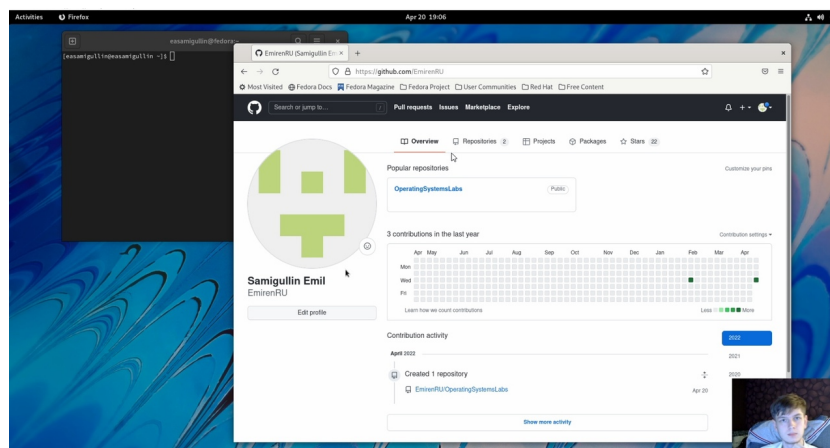 Activities Firefox Apr 20 19:06
easamigullin@fedora:~
[easamigullin@easamigullin ~]$
EmirenRU (Samigullin Em
https://github.com/EmirenRU
Most Visited Fedora Docs Fedora Magazine Fedora Project User Communities Red Hat Free Content
Search or jump to... / Pull requests Issues Marketplace Explore
Overview Repositories 2 Projects Packages Stars 22
Popular repositories Customize your pins
OperatingSystemsLabs Public
3 contributions in the last year Contribution settings
Apr May Jun Jul Aug Sep Oct Nov Dec Jan Feb Mar Apr
Mon
Wed
Fri
Learn how we count contributions Less More
Samigullin Emil
EmirenRU
Edit profile
Contribution activity 2022
2021
2020
April 2022
Created 1 repository
EmirenRU/OperatingSystemsLabs Apr 20
Show more activity